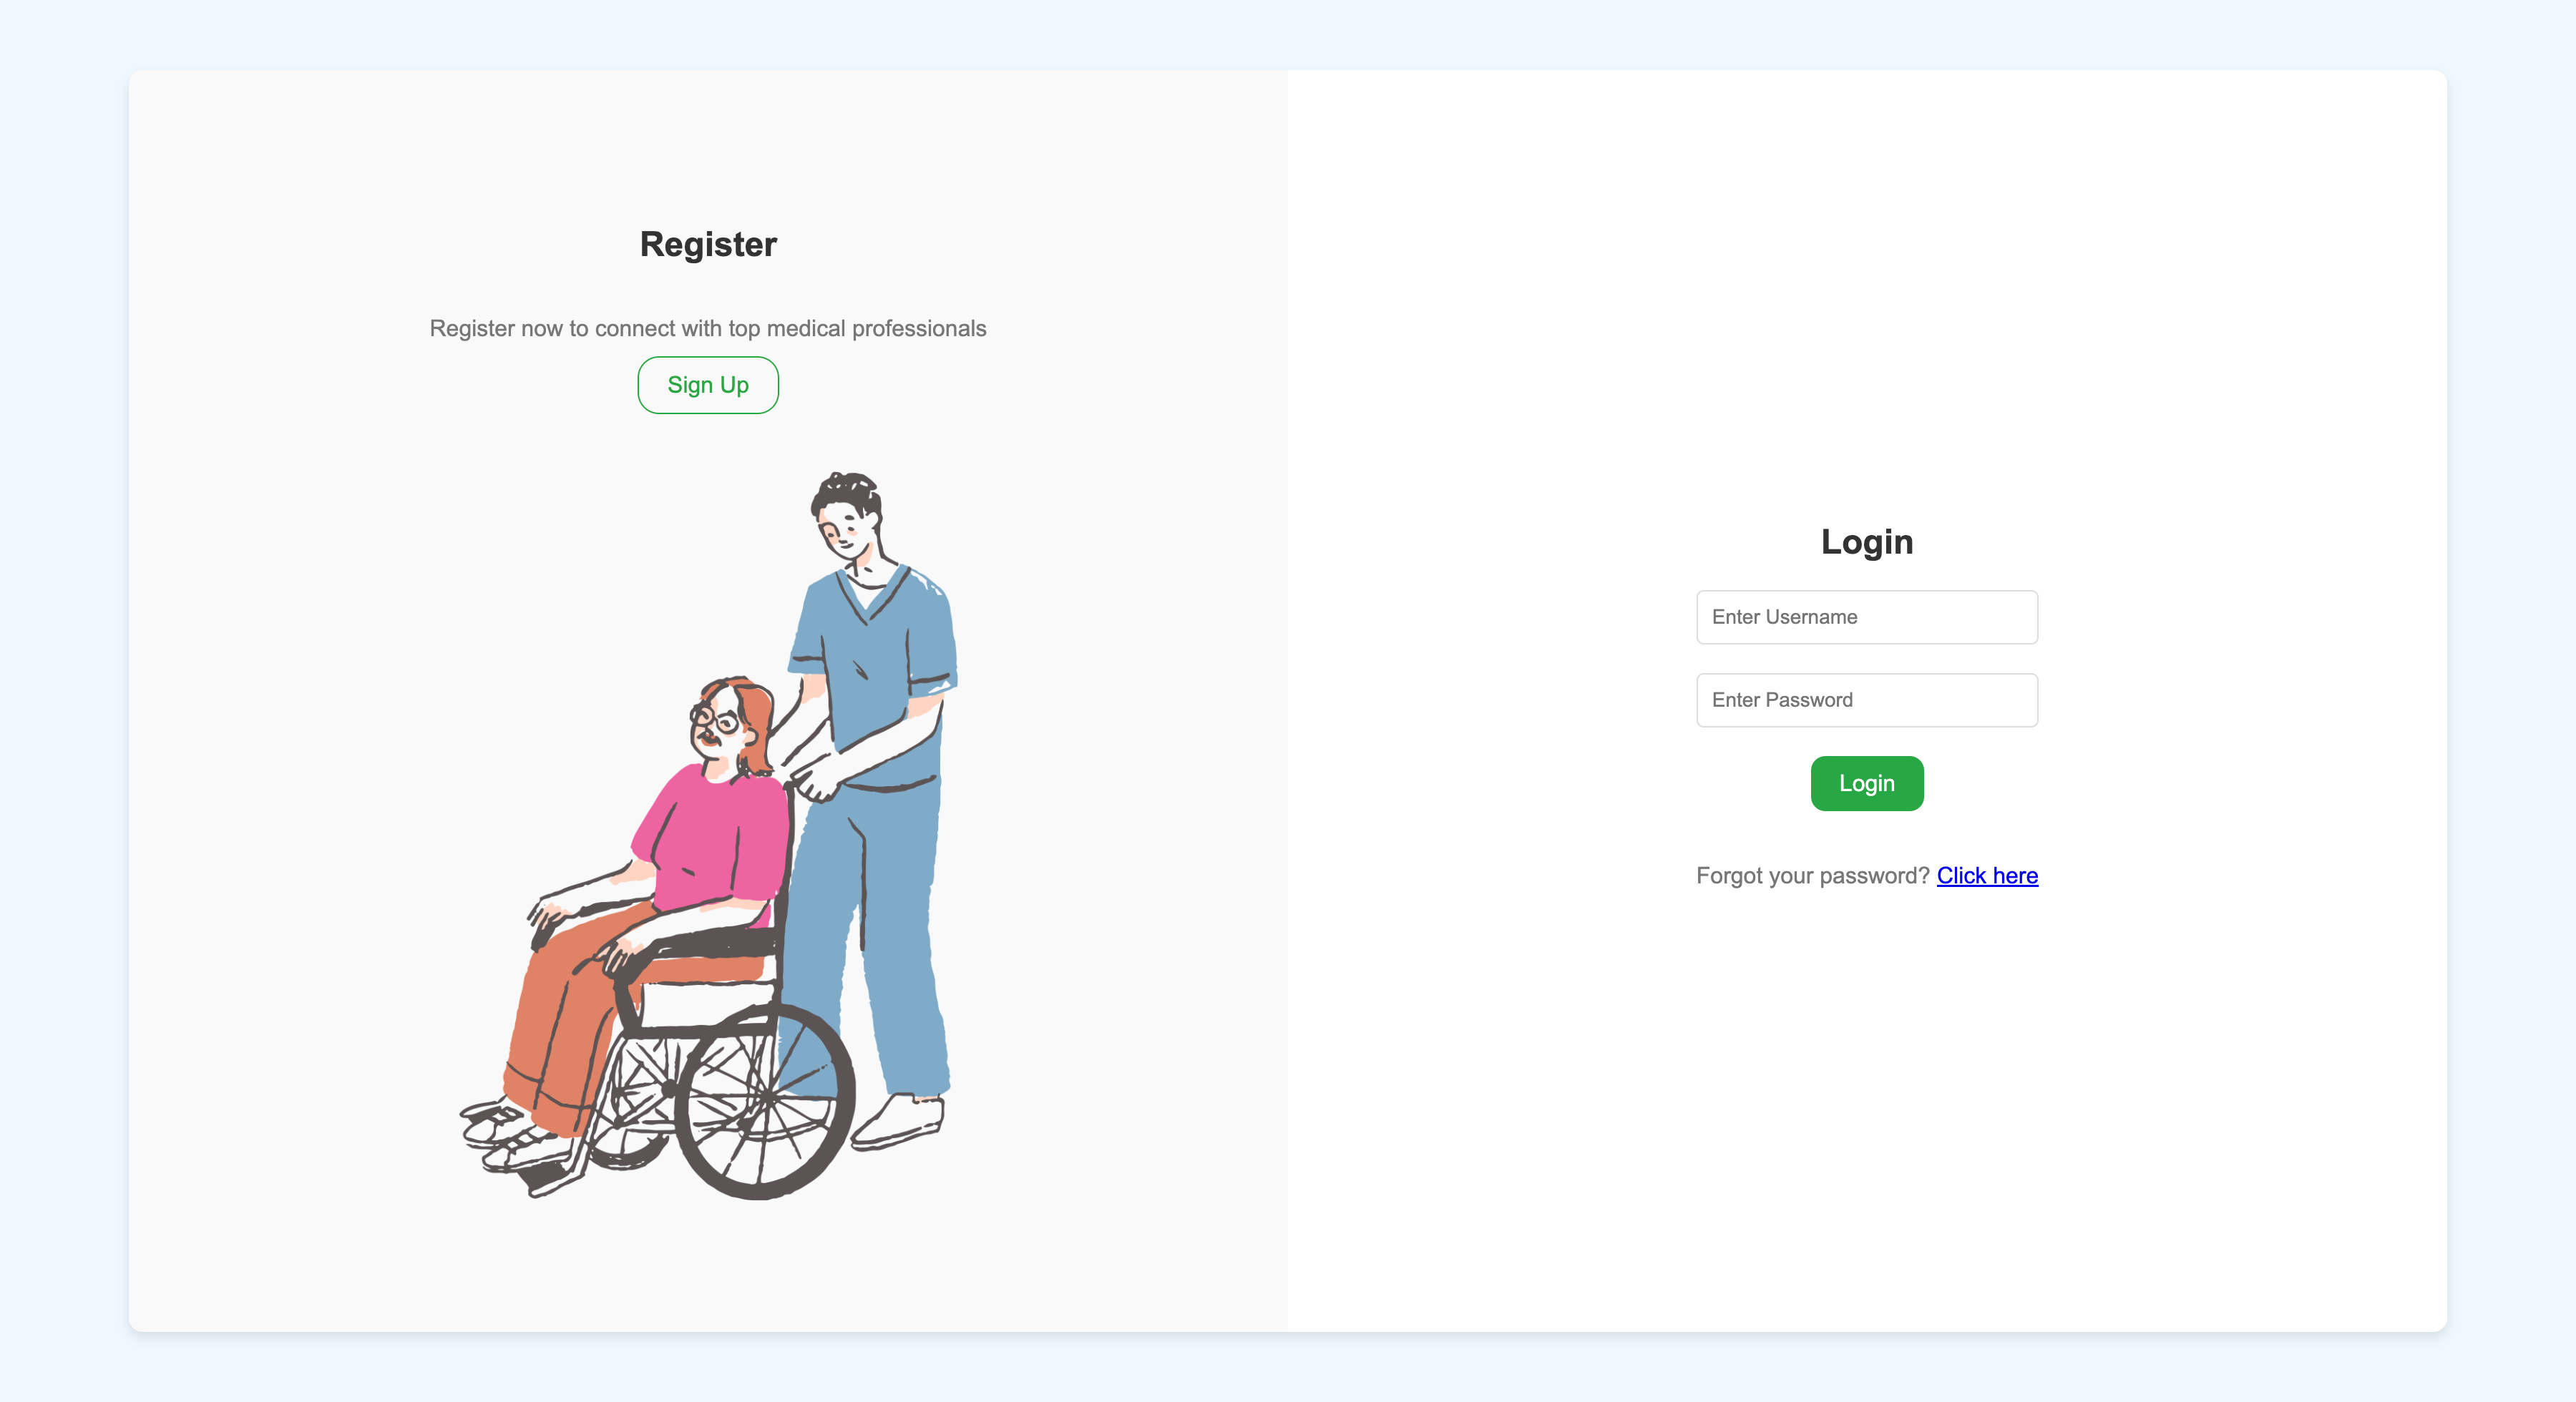 Register
Register now to connect with top medical professionals
Sign Up
Login
Enter Username
Enter Password
Login
Forgot your password? Click here